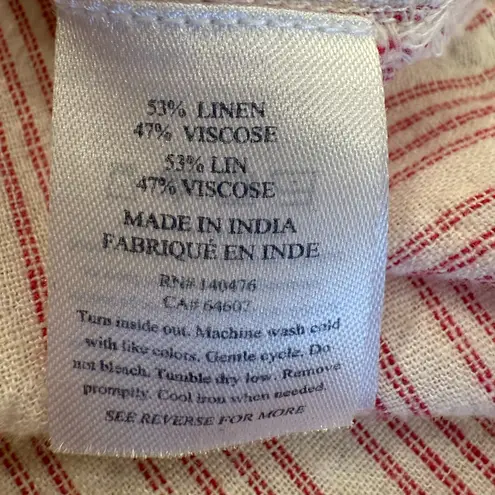 53% LINEN
47% VISCOSE
53% LIN
47% VISCOSE
MADE IN INDIA
FABRIQUÉ EN INDE
RN# 140476
CA# 64607
Turn inside out. Machine wash cold
with like colors. Gentle cycle. Do
not bleach. Tumble dry low. Remove
promptly. Cool iron when needed.
SEE REVERSE FOR MORE